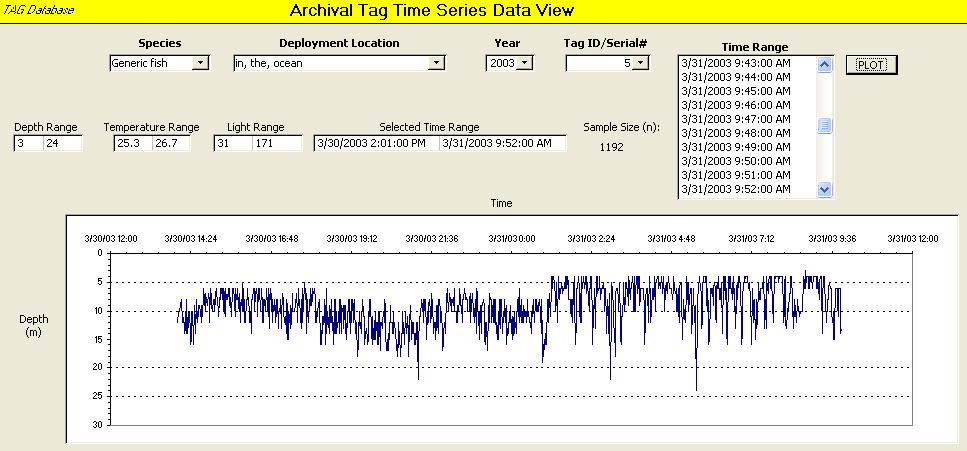 TAG Database
Archival Tag Time Series Data View
Species
Deployment Location
Year
Tag ID/Serial#
Time Range
Generic fish
in, the, ocean
2003
5
PLOT
3/31/2003 9:43:00 AM
3/31/2003 9:44:00 AM
3/31/2003 9:45:00 AM
3/31/2003 9:46:00 AM
3/31/2003 9:47:00 AM
3/31/2003 9:48:00 AM
3/31/2003 9:49:00 AM
3/31/2003 9:50:00 AM
3/31/2003 9:51:00 AM
3/31/2003 9:52:00 AM
Depth Range
Temperature Range
Light Range
Selected Time Range
Sample Size (n):
3 24
25.3 26.7
31 171
3/30/2003 2:01:00 PM 3/31/2003 9:52:00 AM
1192
Time
3/30/03 12:00 3/30/03 14:24 3/30/03 16:48 3/30/03 19:12 3/30/03 21:36 3/31/03 0:00 3/31/03 2:24 3/31/03 4:48 3/31/03 7:12 3/31/03 9:36 3/31/03 12:00
0
5
10
15
20
25
30
Depth
(m)